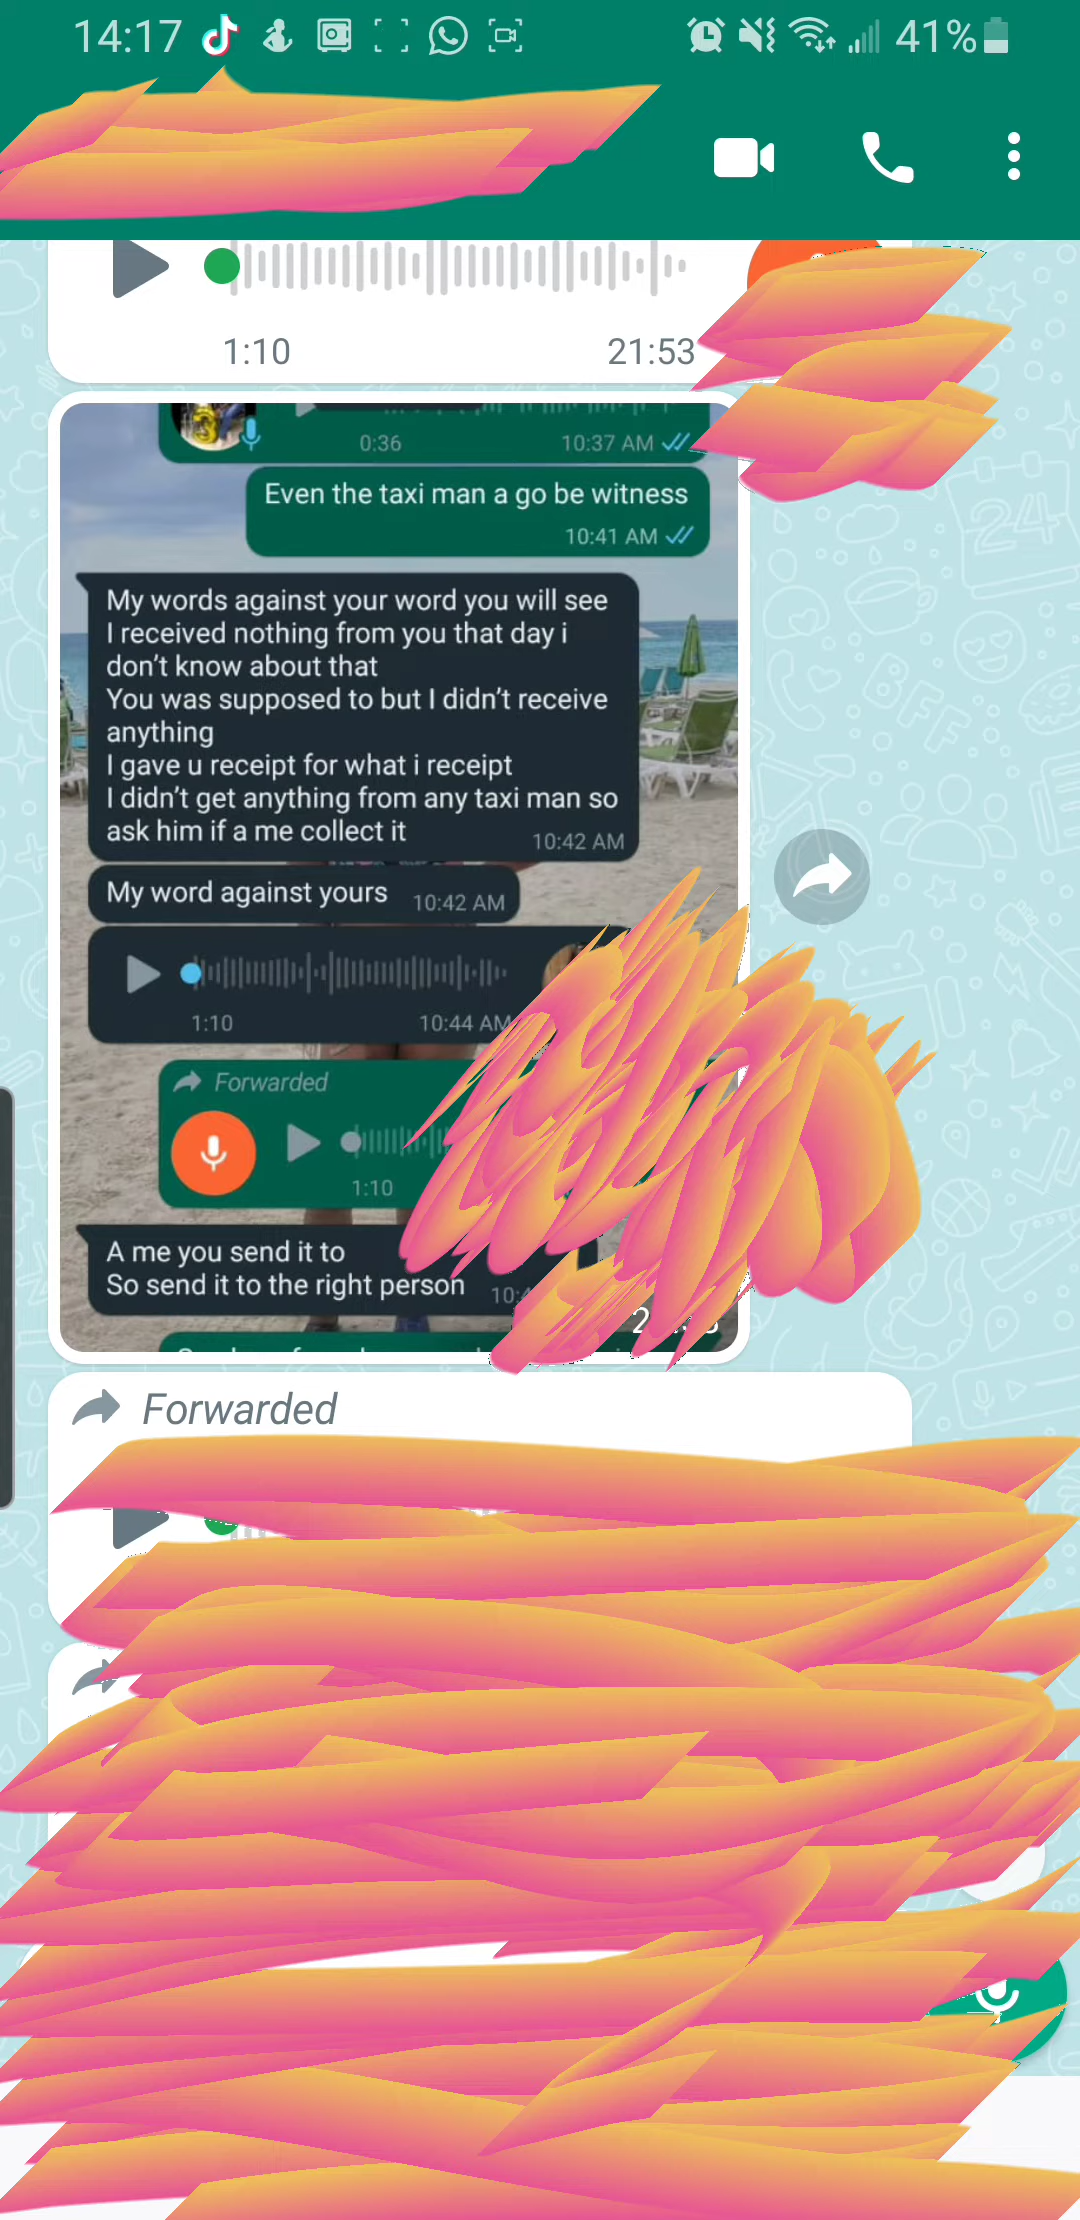 14:17
41%
1:10
21:53
0:36
10:37 AM
Even the taxi man a go be witness
10:41 AM
My words against your word you will see
I received nothing from you that day i
don't know about that
You was supposed to but I didn't receive
anything
I gave u receipt for what i receipt
I didn't get anything from any taxi man so
ask him if a me collect it
10:42 AM
My word against yours
10:42 AM
1:10
10:44 AM
Forwarded
1:10
A me you send it to
So send it to the right person
Forwarded